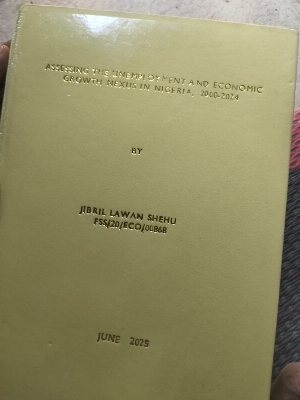 ASSESSING THE UNEMPLOYMENT AND ECONOMIC
GROWTH NEXUS IN NIGERIA, 2000-2024
BY
JIBRIL LAWAN SHEHU
FSS/20/ECO/00868
JUNE 2025